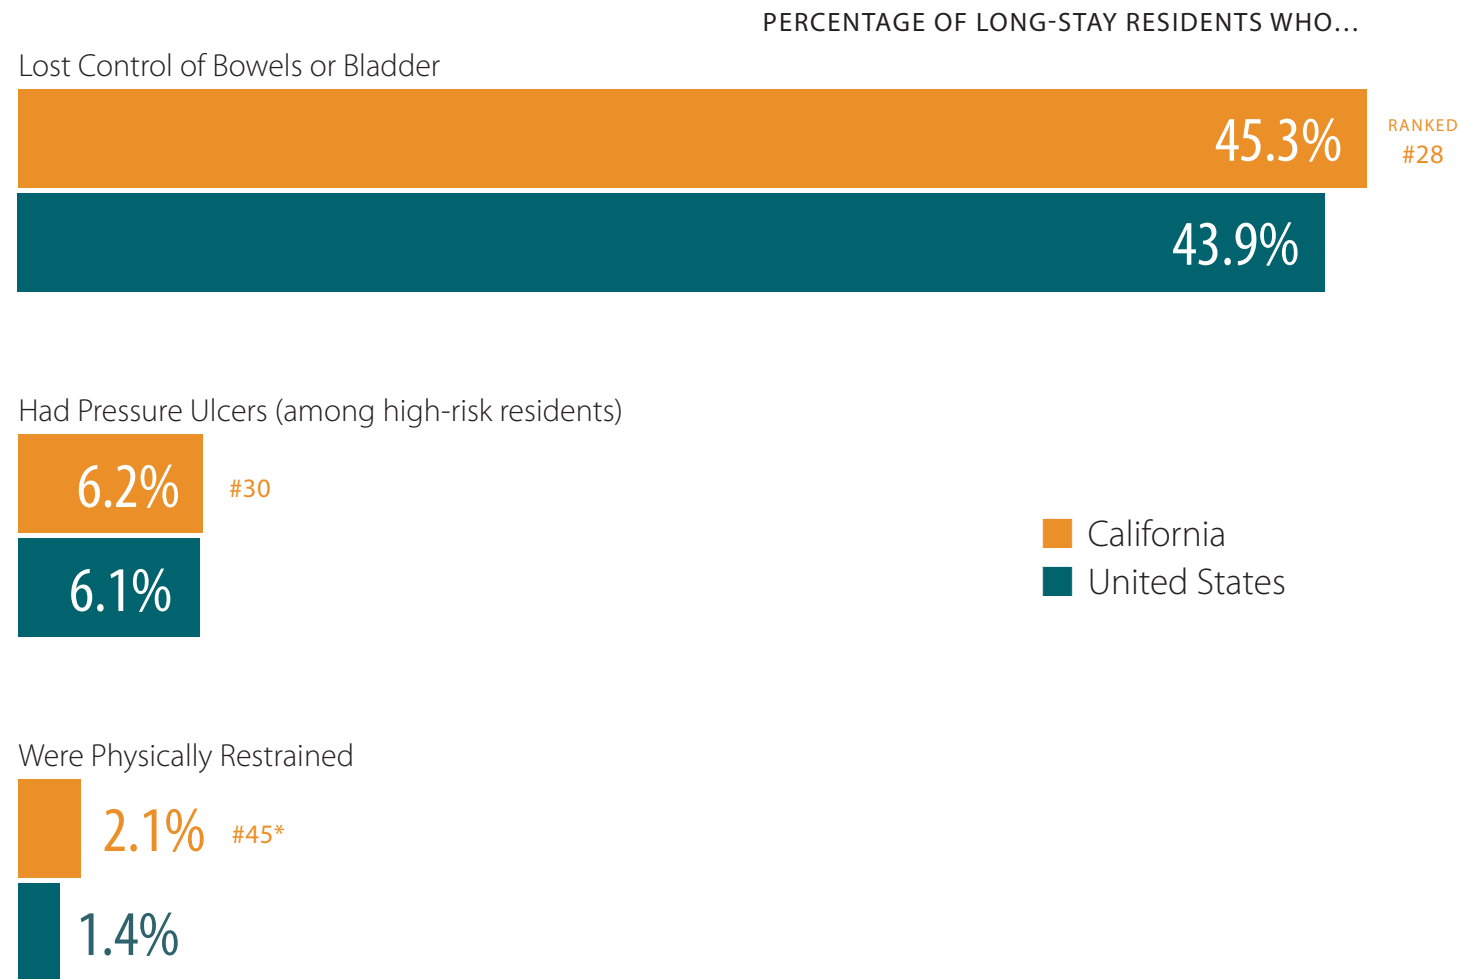 PERCENTAGE OF LONG-STAY RESIDENTS WHO…
Lost Control of Bowels or Bladder
45.3%
RANKED
#28
43.9%
Had Pressure Ulcers (among high-risk residents)
6.2%
#30
6.1%
California
United States
Were Physically Restrained
2.1%
#45*
1.4%